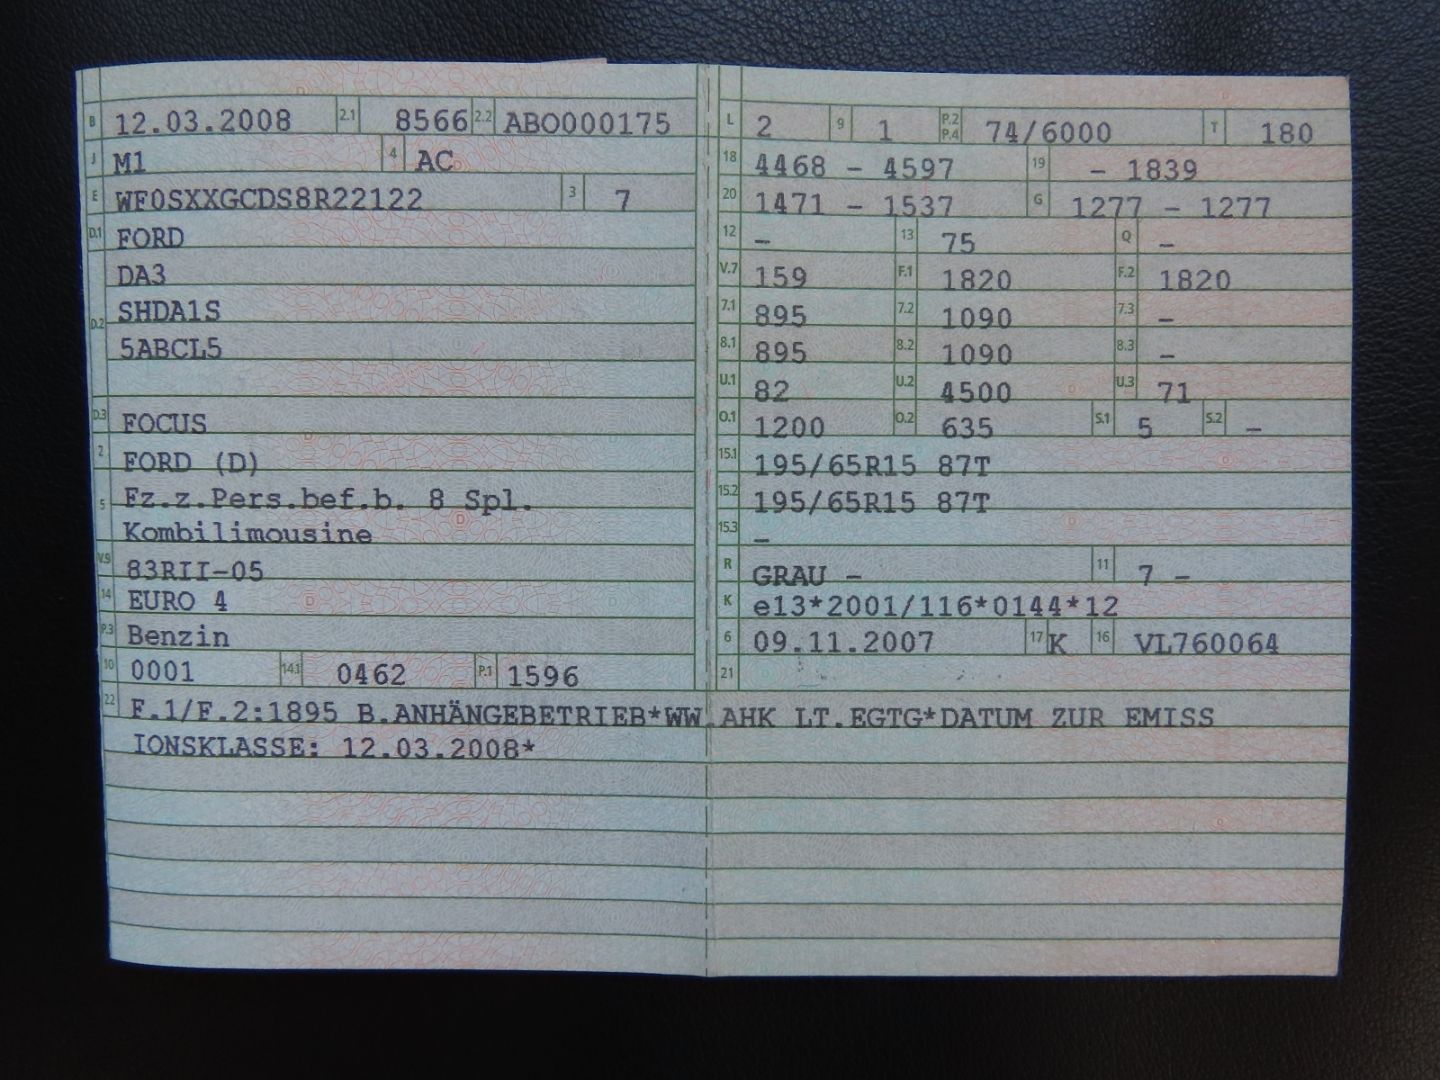 B 12.03.2008 2.1 8566 2.2 ABO000175
J M1 4 AC
E WF0SXXGCDS8R22122 3 7
D.1 FORD
DA3
D.2 SHDA1S
5ABCL5
D.3 FOCUS
2 FORD (D)
5 Fz.z.Pers.bef.b. 8 Spl.
Kombilimousine
V.9 83RII-05
14 EURO 4
P.3 Benzin
10 0001 14.1 0462 P.1 1596
L 2 9 1 P.2 P.4 74/6000 T 180
18 4468 - 4597 19 - 1839
20 1471 - 1537 G 1277 - 1277
12 - 13 75 Q -
V.7 159 F.1 1820 F.2 1820
7.1 895 7.2 1090 7.3 -
8.1 895 8.2 1090 8.3 -
U.1 82 U.2 4500 U.3 71
O.1 1200 O.2 635 S.1 5 S.2 -
15.1 195/65R15 87T
15.2 195/65R15 87T
15.3 -
R GRAU - 11 7 -
K e13*2001/116*0144*12
6 09.11.2007 17 K 16 VL760064
21
22 F.1/F.2:1895 B.ANHÄNGEBETRIEB*WW.AHK LT.EGTG*DATUM ZUR EMISS
IONSKLASSE: 12.03.2008*